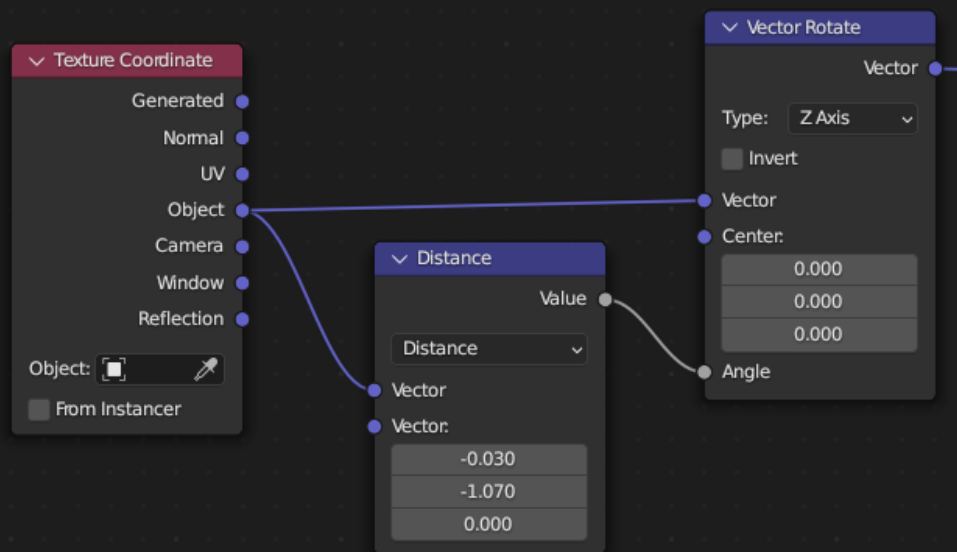 Texture Coordinate
Generated
Normal
UV
Object
Camera
Window
Reflection
Object:
From Instancer
Distance
Value
Distance
Vector
Vector:
-0.030
-1.070
0.000
Vector Rotate
Vector
Type: Z Axis
Invert
Vector
Center:
0.000
0.000
0.000
Angle